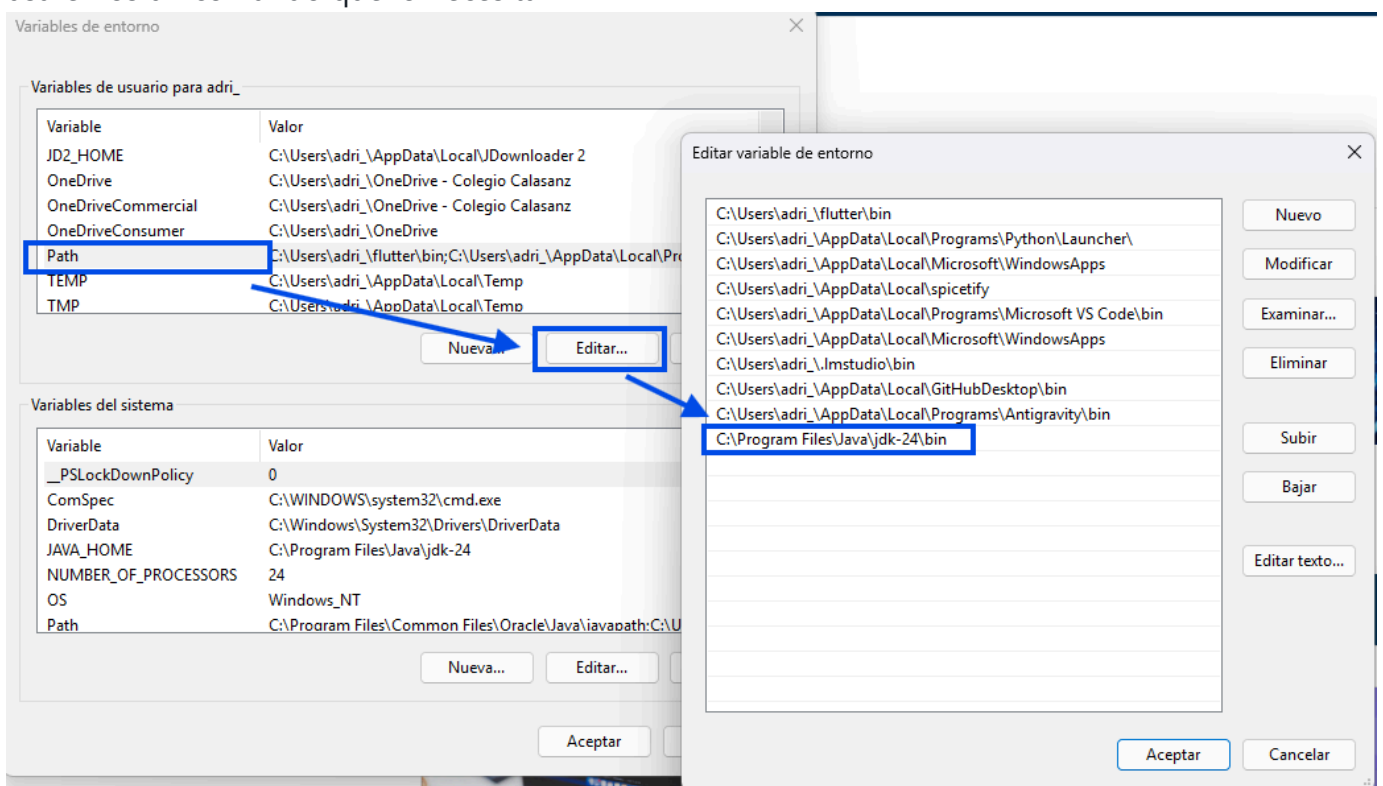 Variables de entorno
Variables de usuario para adri_
Variable Valor
JD2_HOME C:\Users\adri_\AppData\Local\JDownloader 2
OneDrive C:\Users\adri_\OneDrive - Colegio Calasanz
OneDriveCommercial C:\Users\adri_\OneDrive - Colegio Calasanz
OneDriveConsumer C:\Users\adri_\OneDrive
Path C:\Users\adri_\flutter\bin;C:\Users\adri_\AppData\Local\Pro
TEMP C:\Users\adri_\AppData\Local\Temp
TMP C:\Users\adri_\AppData\Local\Temp
Nueva... Editar...
Variables del sistema
Variable Valor
__PSLockDownPolicy 0
ComSpec C:\WINDOWS\system32\cmd.exe
DriverData C:\Windows\System32\Drivers\DriverData
JAVA_HOME C:\Program Files\Java\jdk-24
NUMBER_OF_PROCESSORS 24
OS Windows_NT
Path C:\Program Files\Common Files\Oracle\Java\javapath;C:\U
Nueva... Editar...
Aceptar
Editar variable de entorno
C:\Users\adri_\flutter\bin
C:\Users\adri_\AppData\Local\Programs\Python\Launcher\
C:\Users\adri_\AppData\Local\Microsoft\WindowsApps
C:\Users\adri_\AppData\Local\spicetify
C:\Users\adri_\AppData\Local\Programs\Microsoft VS Code\bin
C:\Users\adri_\AppData\Local\Microsoft\WindowsApps
C:\Users\adri_\.lmstudio\bin
C:\Users\adri_\AppData\Local\GitHubDesktop\bin
C:\Users\adri_\AppData\Local\Programs\Antigravity\bin
C:\Program Files\Java\jdk-24\bin
Nuevo
Modificar
Examinar...
Eliminar
Subir
Bajar
Editar texto...
Aceptar Cancelar